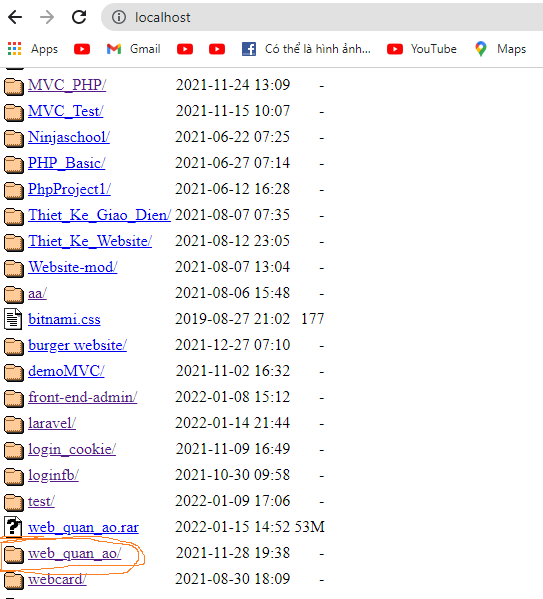 localhost
Apps Gmail Có thể là hình ảnh... YouTube Maps
MVC_PHP/ 2021-11-24 13:09 -
MVC_Test/ 2021-11-15 10:07 -
Ninjaschool/ 2021-06-22 07:25 -
PHP_Basic/ 2021-06-27 07:14 -
PhpProject1/ 2021-06-12 16:28 -
Thiet_Ke_Giao_Dien/ 2021-08-07 07:35 -
Thiet_Ke_Website/ 2021-08-12 23:05 -
Website-mod/ 2021-08-07 13:04 -
aa/ 2021-08-06 15:48 -
bitnami.css 2019-08-27 21:02 177
burger website/ 2021-12-27 07:10 -
demoMVC/ 2021-11-02 16:32 -
front-end-admin/ 2022-01-08 15:12 -
laravel/ 2022-01-14 21:44 -
login_cookie/ 2021-11-09 16:49 -
loginfb/ 2021-10-30 09:58 -
test/ 2022-01-09 17:06 -
web_quan_ao.rar 2022-01-15 14:52 53M
web_quan_ao/ 2021-11-28 19:38 -
webcard/ 2021-08-30 18:09 -